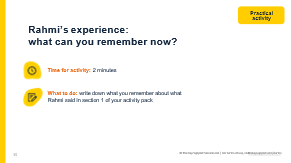 Practical
activity
Rahmi's experience:
what can you remember now?
Time for activity: 2 minutes
What to do: write down what you remember about what
Rahmi said in section 1 of your activity pack